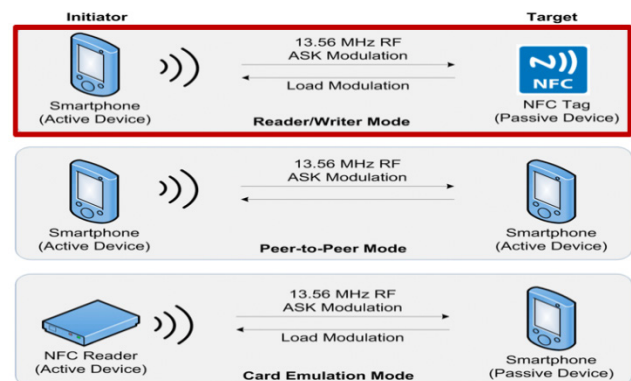 Initiator
Target
13.56 MHz RF
ASK Modulation
Load Modulation
NFC
Smartphone
(Active Device)
Reader/Writer Mode
NFC Tag
(Passive Device)
13.56 MHz RF
ASK Modulation
Smartphone
(Active Device)
Peer-to-Peer Mode
Smartphone
(Active Device)
13.56 MHz RF
ASK Modulation
Load Modulation
NFC Reader
(Active Device)
Card Emulation Mode
Smartphone
(Passive Device)